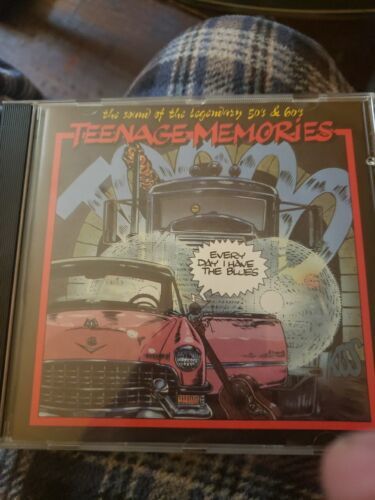 the sound of the legendary 50's & 60's
TEENAGE MEMORIES
EVERY
DAY I HAVE
THE BLUES